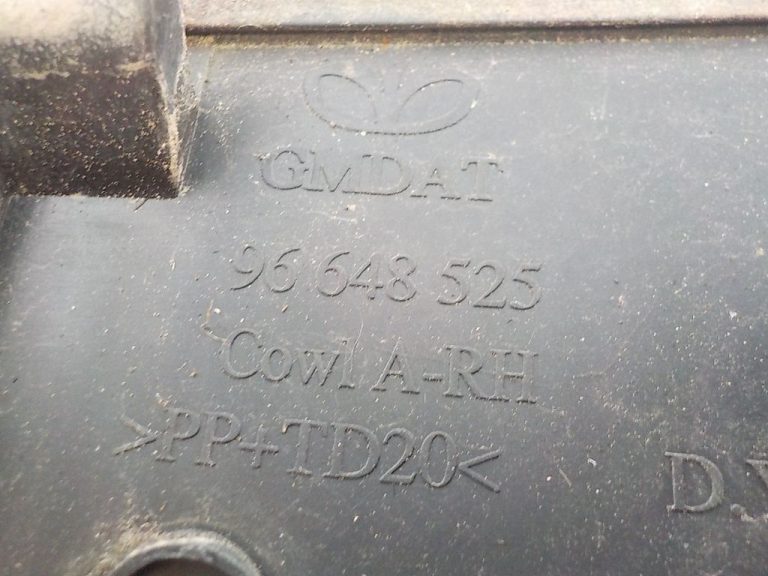 GMDAT
96 648 525
Cowl A-RH
>PP+TD20<
D.